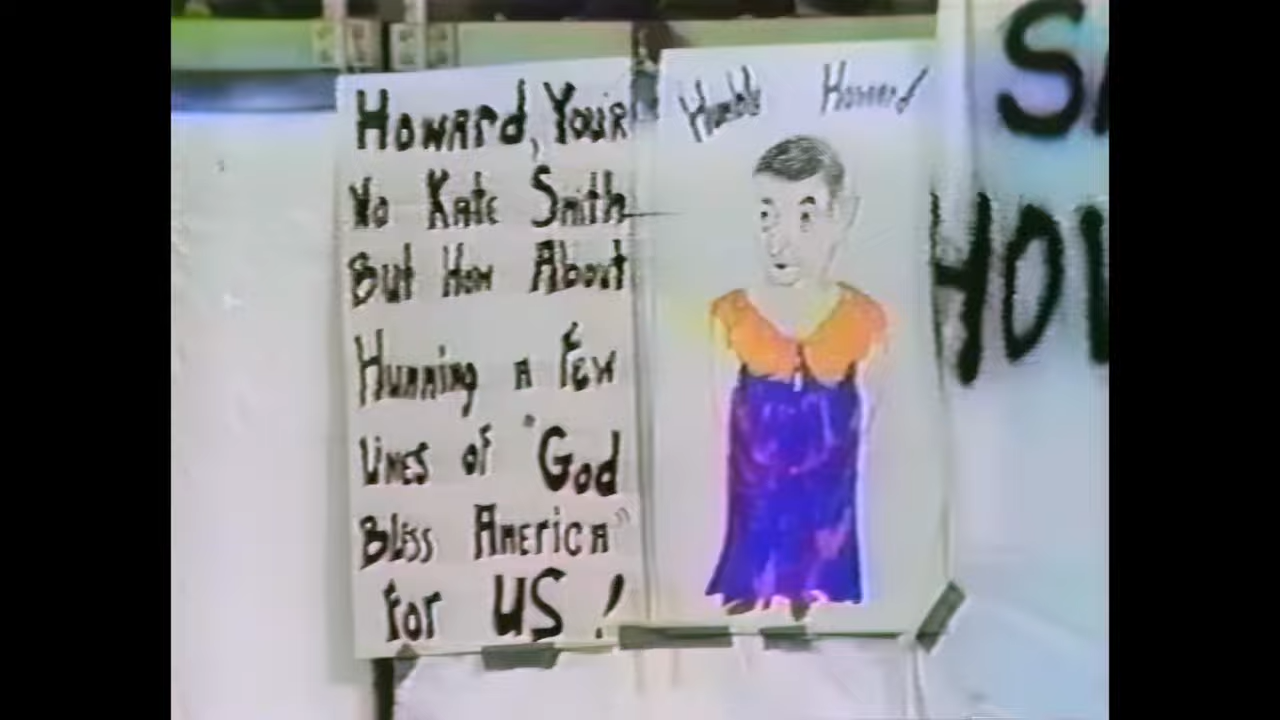 HOWARD, YOUR
NO KATE SMITH
BUT HOW ABOUT
HUMMING A FEW
LINES OF "GOD
BLESS AMERICA"
FOR US!
Humble Howard
S
HOW